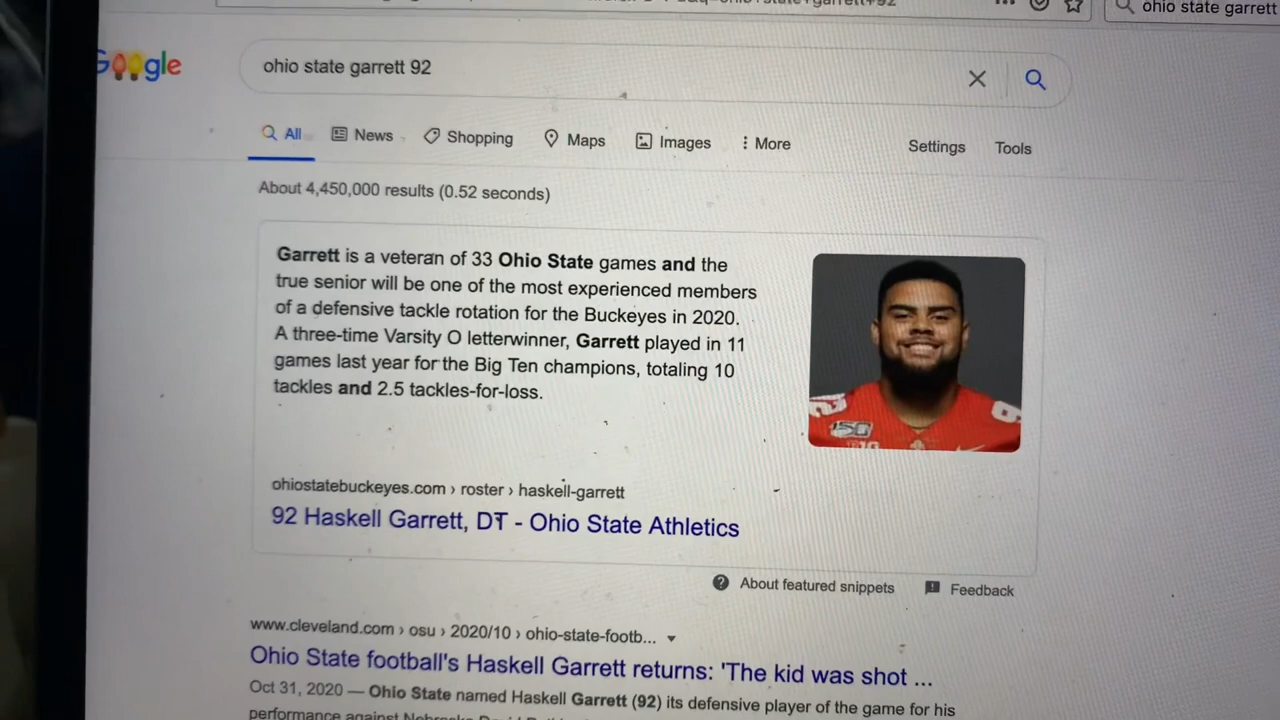 ohio state garrett
Google
ohio state garrett 92
All News Shopping Maps Images More Settings Tools
About 4,450,000 results (0.52 seconds)
Garrett is a veteran of 33 Ohio State games and the
true senior will be one of the most experienced members
of a defensive tackle rotation for the Buckeyes in 2020.
A three-time Varsity O letterwinner, Garrett played in 11
games last year for the Big Ten champions, totaling 10
tackles and 2.5 tackles-for-loss.
150
ohiostatebuckeyes.com › roster › haskell-garrett
92 Haskell Garrett, DT - Ohio State Athletics
About featured snippets Feedback
www.cleveland.com › osu › 2020/10 › ohio-state-footb...
Ohio State football's Haskell Garrett returns: 'The kid was shot ...
Oct 31, 2020 — Ohio State named Haskell Garrett (92) its defensive player of the game for his
performance against Nebraska